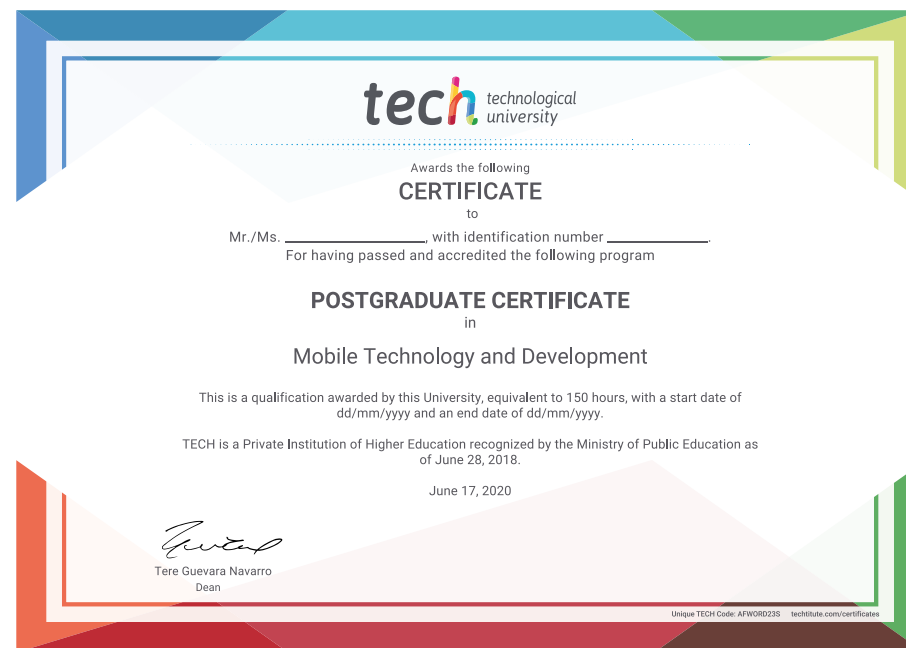 tech technological
university
Awards the following
CERTIFICATE
to
Mr./Ms. ____________, with identification number _________.
For having passed and accredited the following program
POSTGRADUATE CERTIFICATE
in
Mobile Technology and Development
This is a qualification awarded by this University, equivalent to 150 hours, with a start date of
dd/mm/yyyy and an end date of dd/mm/yyyy.
TECH is a Private Institution of Higher Education recognized by the Ministry of Public Education as
of June 28, 2018.
June 17, 2020
Tere Guevara Navarro
Dean
Unique TECH Code: AFWORD23S techtitute.com/certificates